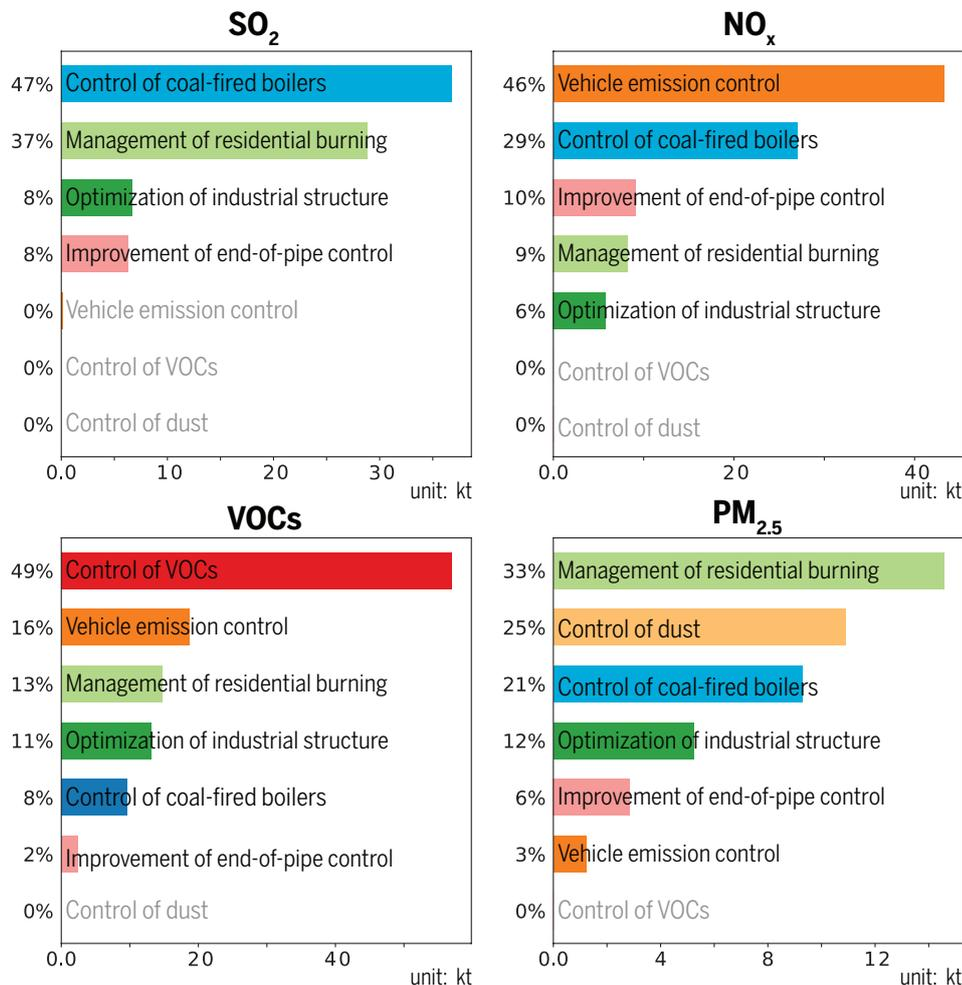 SO2
47% Control of coal-fired boilers
37% Management of residential burning
8% Optimization of industrial structure
8% Improvement of end-of-pipe control
0% Vehicle emission control
0% Control of VOCs
0% Control of dust
0.0 10 20 30
unit: kt
NOx
46% Vehicle emission control
29% Control of coal-fired boilers
10% Improvement of end-of-pipe control
9% Management of residential burning
6% Optimization of industrial structure
0% Control of VOCs
0% Control of dust
0.0 20 40
unit: kt
VOCs
49% Control of VOCs
16% Vehicle emission control
13% Management of residential burning
11% Optimization of industrial structure
8% Control of coal-fired boilers
2% Improvement of end-of-pipe control
0% Control of dust
0.0 20 40
unit: kt
PM2.5
33% Management of residential burning
25% Control of dust
21% Control of coal-fired boilers
12% Optimization of industrial structure
6% Improvement of end-of-pipe control
3% Vehicle emission control
0% Control of VOCs
0.0 4 8 12
unit: kt